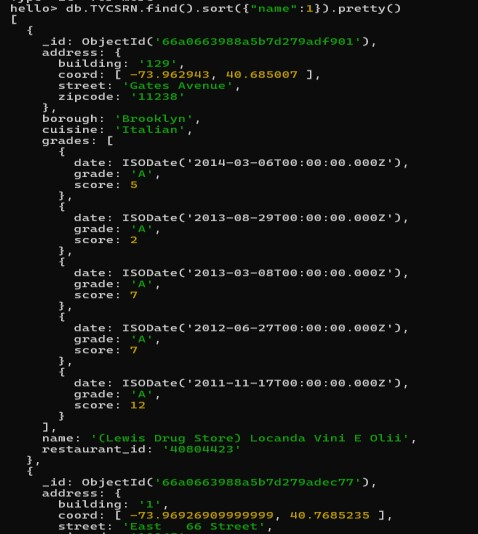 hello> db.TYCSRN.find().sort({"name":1}).pretty()
[
  {
    _id: ObjectId('66a0663988a5b7d279adf901'),
    address: {
      building: '129',
      coord: [ -73.962943, 40.685007 ],
      street: 'Gates Avenue',
      zipcode: '11238'
    },
    borough: 'Brooklyn',
    cuisine: 'Italian',
    grades: [
      {
        date: ISODate('2014-03-06T00:00:00.000Z'),
        grade: 'A',
        score: 5
      },
      {
        date: ISODate('2013-08-29T00:00:00.000Z'),
        grade: 'A',
        score: 2
      },
      {
        date: ISODate('2013-03-08T00:00:00.000Z'),
        grade: 'A',
        score: 7
      },
      {
        date: ISODate('2012-06-27T00:00:00.000Z'),
        grade: 'A',
        score: 7
      },
      {
        date: ISODate('2011-11-17T00:00:00.000Z'),
        grade: 'A',
        score: 12
      }
    ],
    name: '(Lewis Drug Store) Locanda Vini E Olii',
    restaurant_id: '40804423'
  },
  {
    _id: ObjectId('66a0663988a5b7d279adec77'),
    address: {
      building: '1',
      coord: [ -73.96926909999999, 40.7685235 ],
      street: 'East   66 Street',